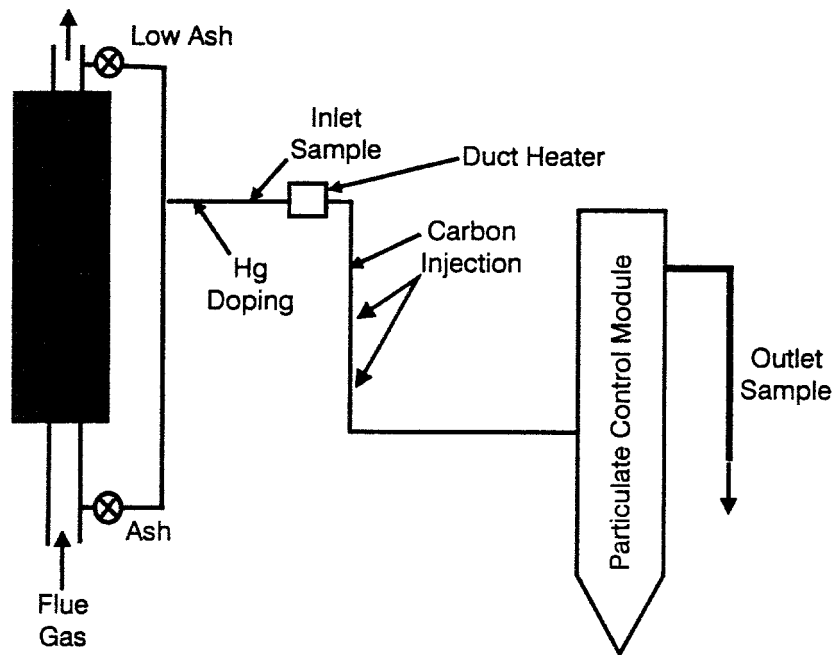 Low Ash
Inlet
Sample
Duct Heater
Hg
Doping
Carbon
Injection
Particulate Control Module
Outlet
Sample
Ash
Flue
Gas